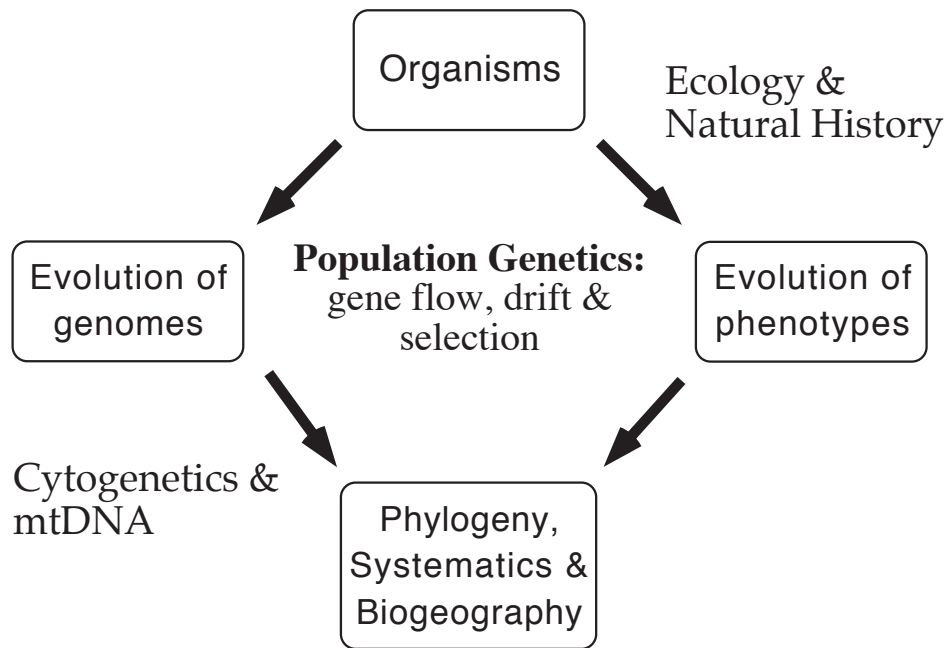 Organisms
Ecology &
Natural History
Evolution of
genomes
Population Genetics:
gene flow, drift &
selection
Evolution of
phenotypes
Cytogenetics &
mtDNA
Phylogeny,
Systematics &
Biogeography